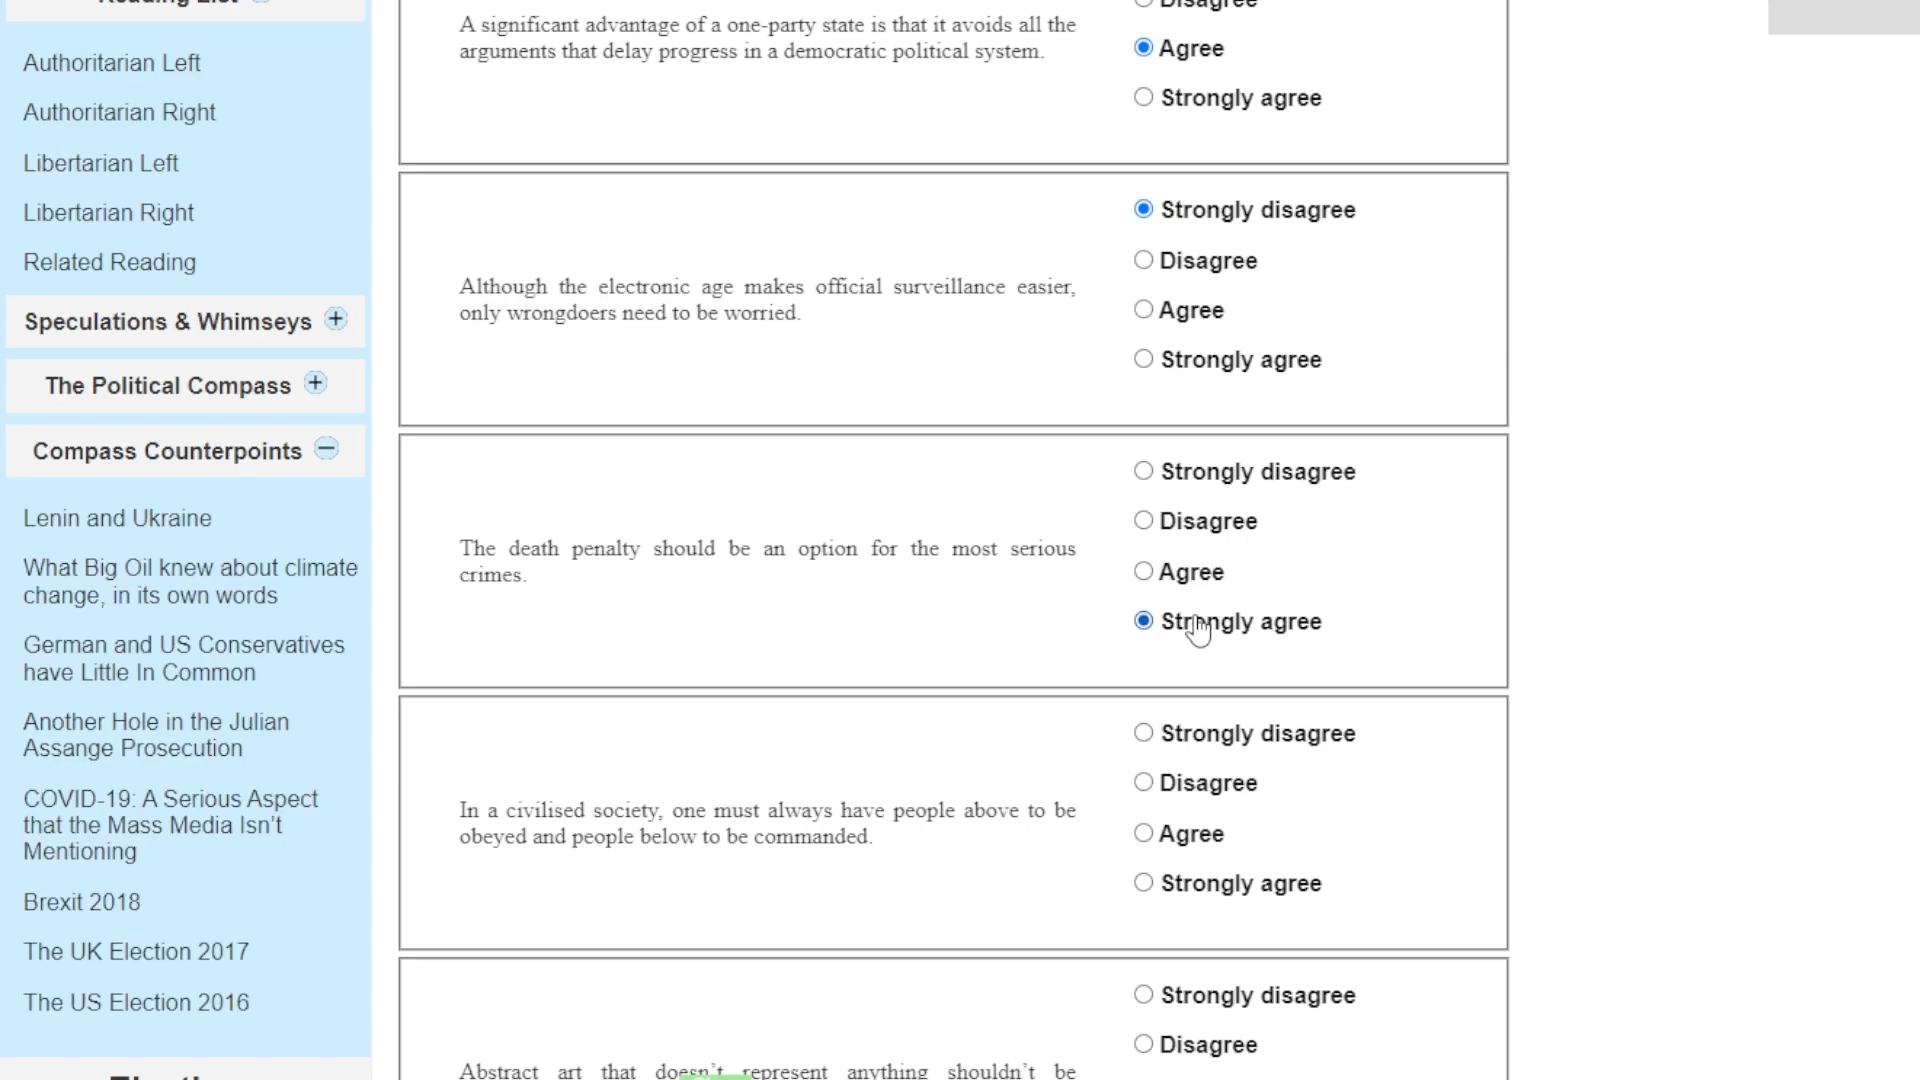 Reading List
Authoritarian Left
Authoritarian Right
Libertarian Left
Libertarian Right
Related Reading
Speculations & Whimseys
The Political Compass
Compass Counterpoints
Lenin and Ukraine
What Big Oil knew about climate
change, in its own words
German and US Conservatives
have Little In Common
Another Hole in the Julian
Assange Prosecution
COVID-19: A Serious Aspect
that the Mass Media Isn't
Mentioning
Brexit 2018
The UK Election 2017
The US Election 2016
A significant advantage of a one-party state is that it avoids all the
arguments that delay progress in a democratic political system.
Disagree
Agree
Strongly agree
Although the electronic age makes official surveillance easier,
only wrongdoers need to be worried.
Strongly disagree
Disagree
Agree
Strongly agree
The death penalty should be an option for the most serious
crimes.
Strongly disagree
Disagree
Agree
Strongly agree
In a civilised society, one must always have people above to be
obeyed and people below to be commanded.
Strongly disagree
Disagree
Agree
Strongly agree
Abstract art that doesn't represent anything shouldn't be
Strongly disagree
Disagree